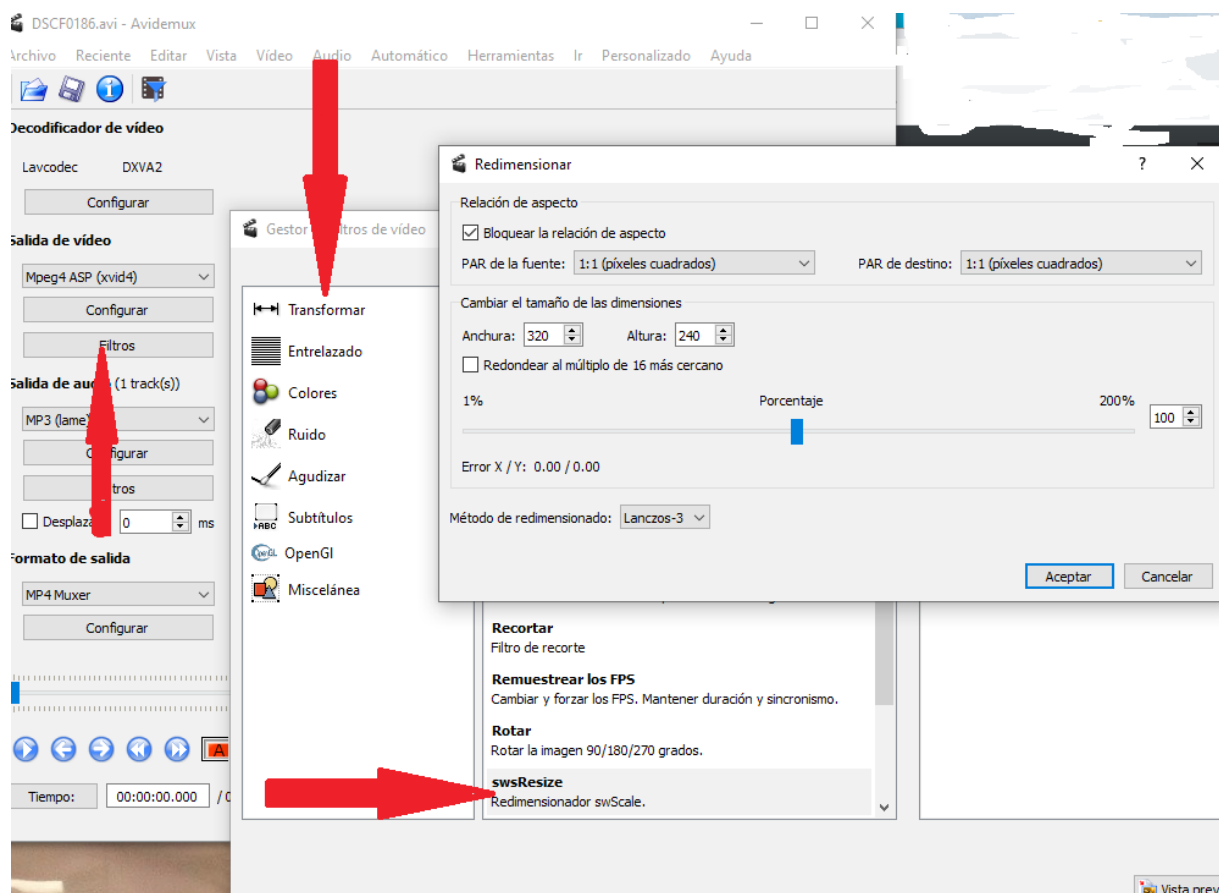 DSCF0186.avi - Avidemux
Archivo Reciente Editar Vista Vídeo Audio Automático Herramientas Ir Personalizado Ayuda
Decodificador de vídeo
Lavcodec DXVA2
Configurar
Salida de vídeo
Mpeg4 ASP (xvid4)
Configurar
Filtros
Salida de audio (1 track(s))
MP3 (lame)
Configurar
Filtros
Desplaza 0 ms
Formato de salida
MP4 Muxer
Configurar
A
Tiempo: 00:00:00.000 / 0
Gestor filtros de vídeo
Transformar
Entrelazado
Colores
Ruido
Agudizar
ABC
Subtítulos
OpenGL
OpenGl
Miscelánea
Recortar
Filtro de recorte
Remuestrear los FPS
Cambiar y forzar los FPS. Mantener duración y sincronismo.
Rotar
Rotar la imagen 90/180/270 grados.
swsResize
Redimensionador swScale.
Vista prev
Redimensionar
?
Relación de aspecto
Bloquear la relación de aspecto
PAR de la fuente: 1:1 (píxeles cuadrados) PAR de destino: 1:1 (píxeles cuadrados)
Cambiar el tamaño de las dimensiones
Anchura: 320 Altura: 240
Redondear al múltiplo de 16 más cercano
1% Porcentaje 200%
100
Error X / Y: 0.00 / 0.00
Método de redimensionado: Lanczos-3
Aceptar Cancelar